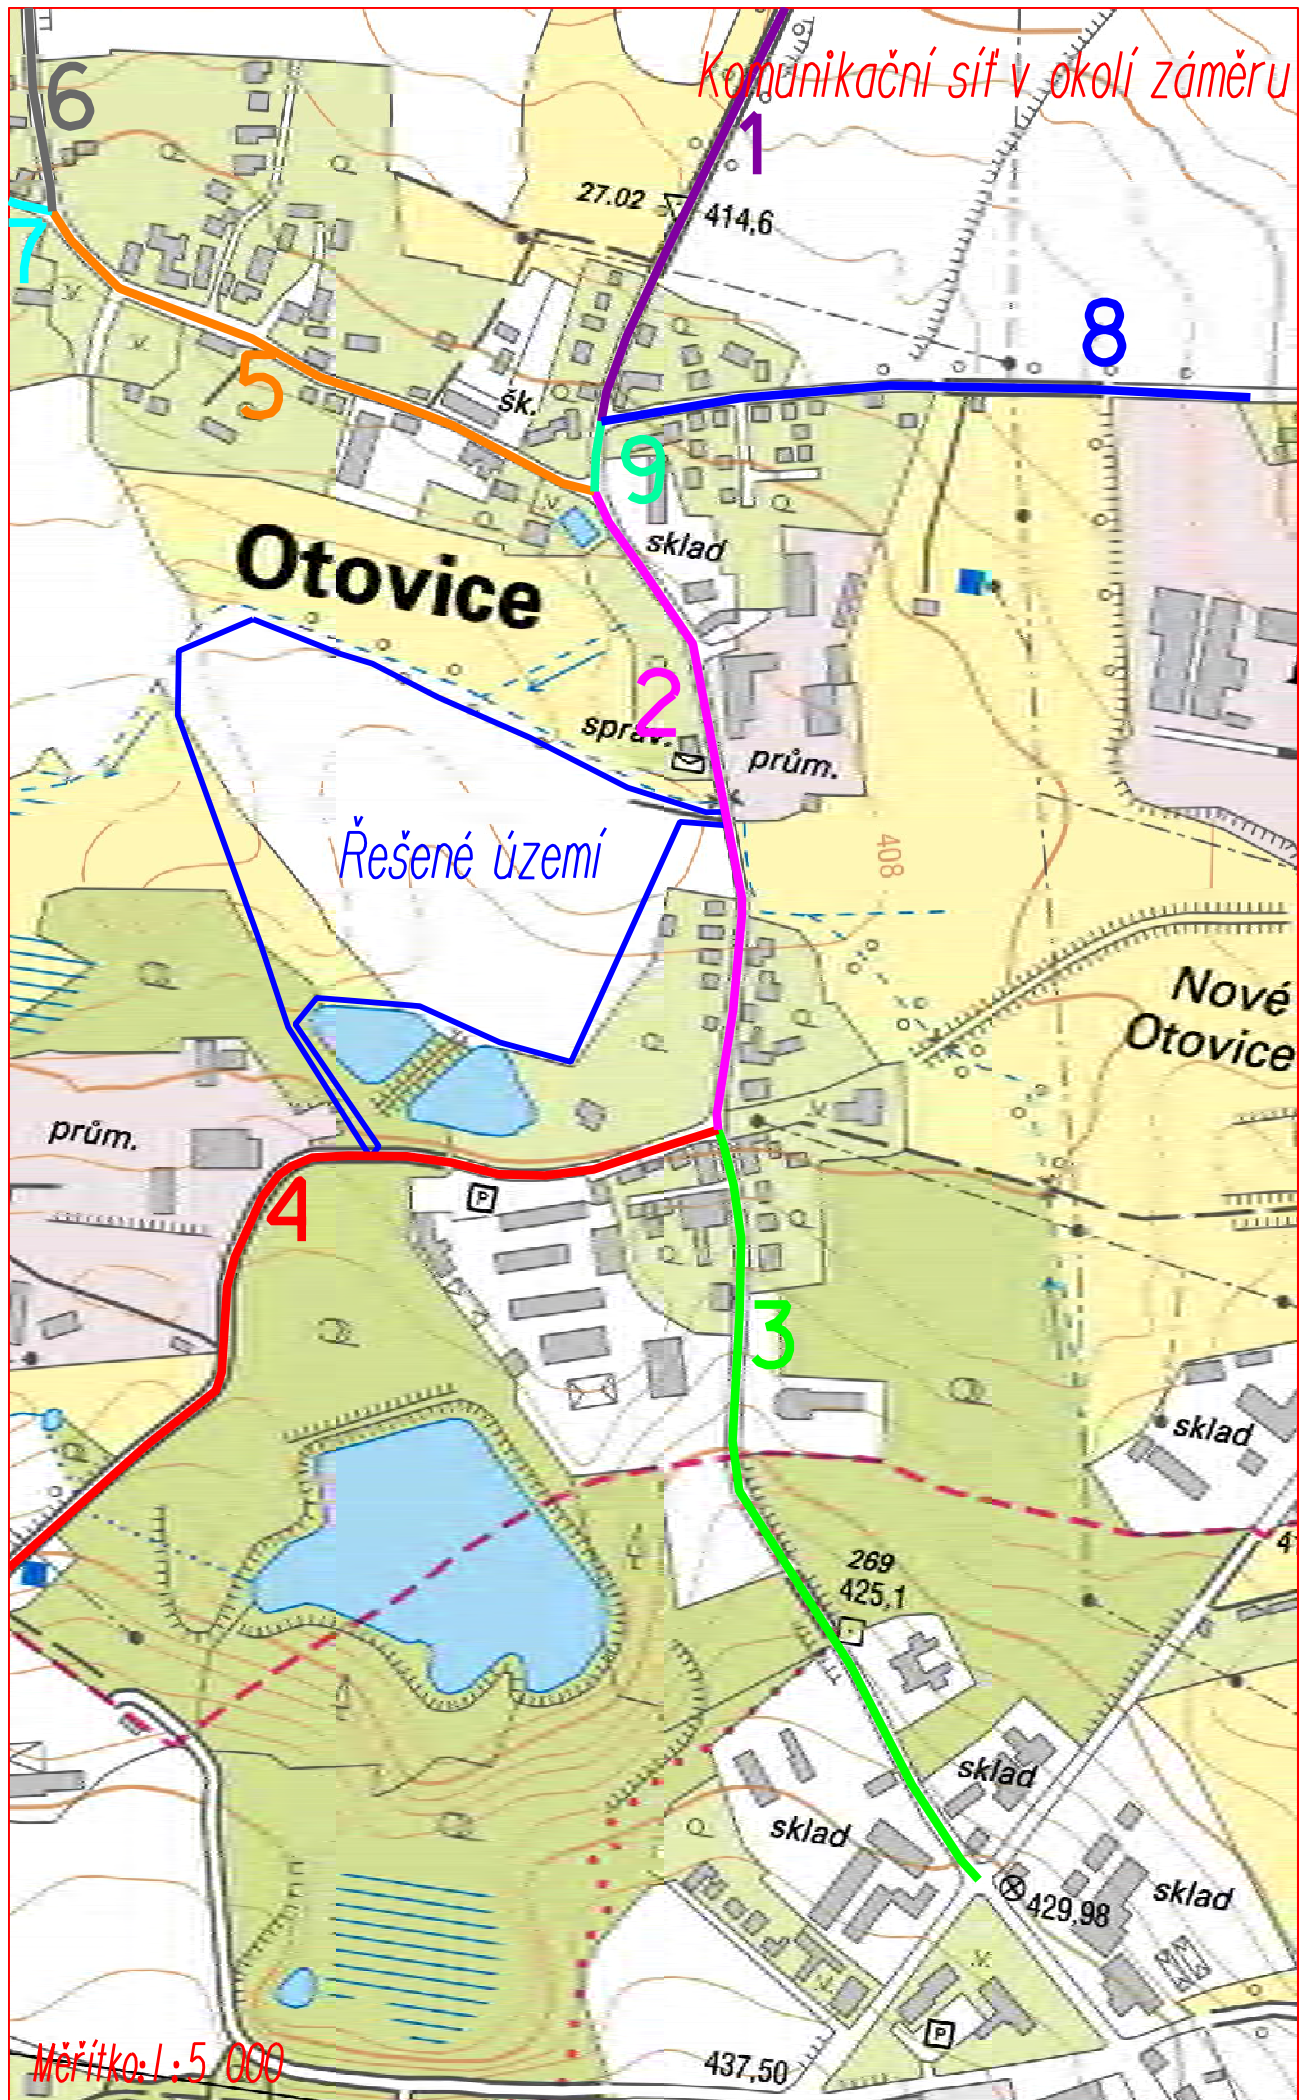 Komunikační síť v okolí záměru
6
1
27.02
414,6
7
8
5
šk.
9
sklad
Otovice
2
sprav.
prům.
Řešené území
408
Nové
Otovice
prům.
P
4
3
sklad
269
425,1
sklad
sklad
sklad
429,98
P
437,50
Měřítko:1:5 000